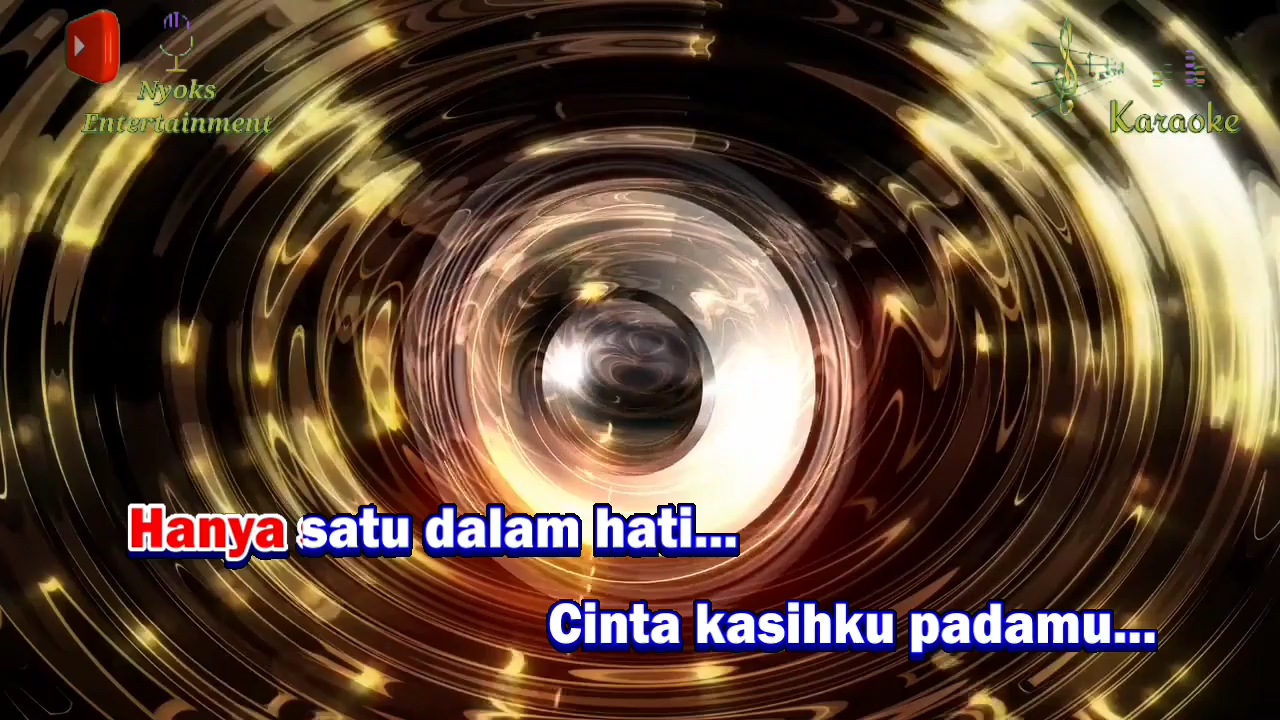 Nyoks
Entertainment
Karaoke
Hanya satu dalam hati...
Cinta kasihku padamu...